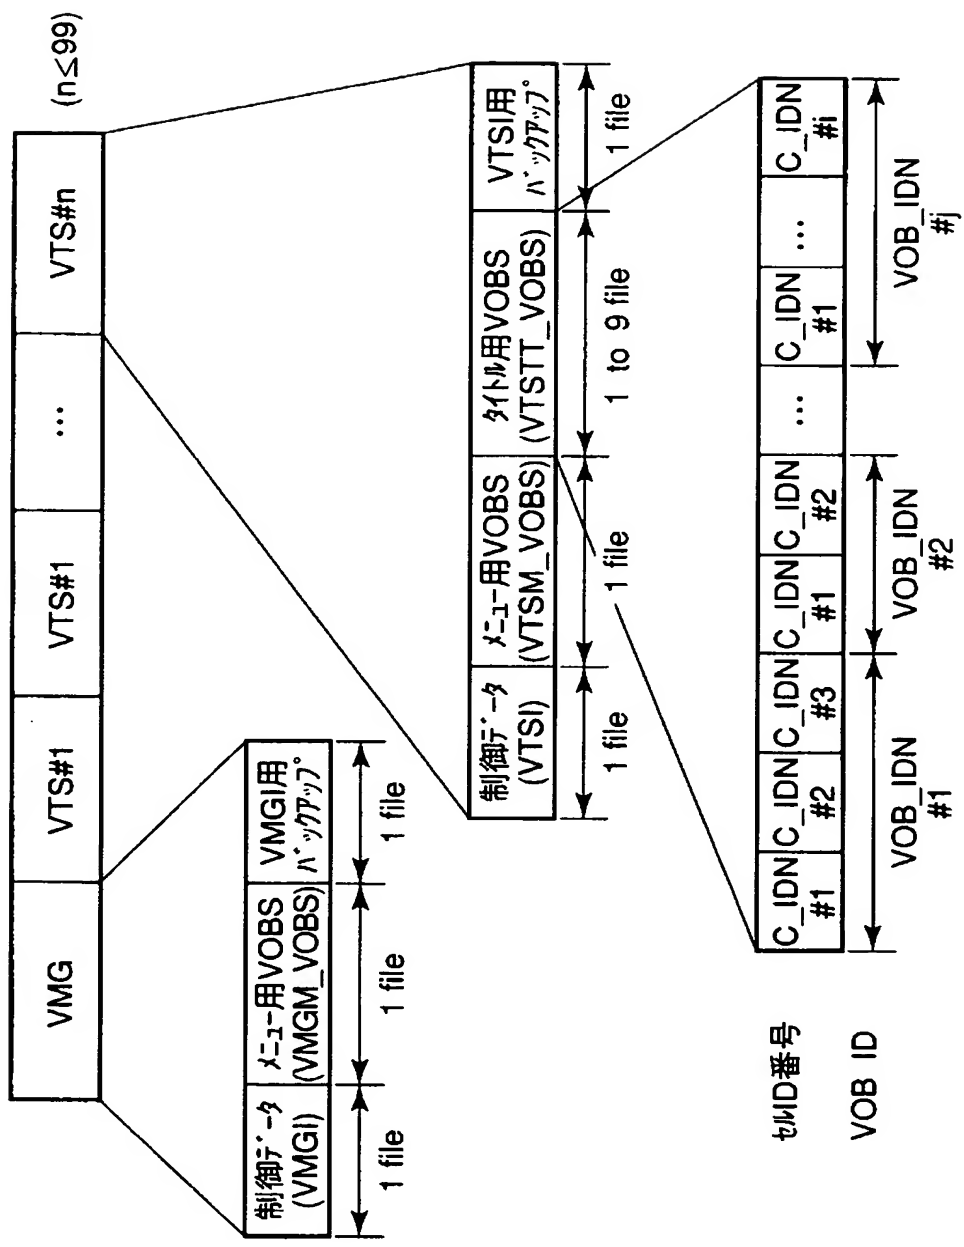 VMG
VTS#1
VTS#1
...
VTS#n
(n≤99)
制御データ
(VMGI)
メニュー用VOBS
(VMGM_VOBS)
VMGI用
バックアップ
1 file
1 file
1 file
制御データ
(VTSI)
メニュー用VOBS
(VTSM_VOBS)
タイトル用VOBS
(VTSTT_VOBS)
VTSI用
バックアップ
1 file
1 file
1 to 9 file
1 file
セルID番号
C_IDN
#1
C_IDN
#2
C_IDN
#3
C_IDN
#1
C_IDN
#2
...
C_IDN
#1
...
C_IDN
#i
VOB ID
VOB_IDN
#1
VOB_IDN
#2
VOB_IDN
#j